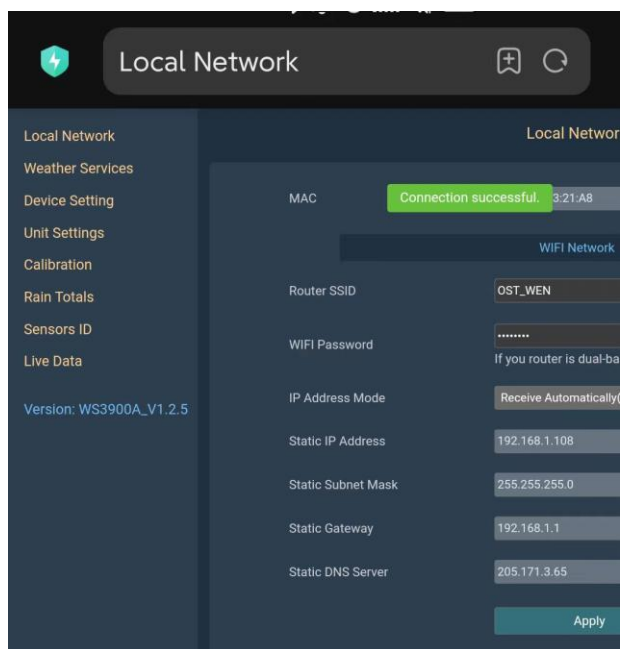 Local Network
Local Network
Weather Services
Device Setting
Unit Settings
Calibration
Rain Totals
Sensors ID
Live Data
Version: WS3900A_V1.2.5
Local Networ
MAC
Connection successful.
3:21:A8
WIFI Network
Router SSID
OST_WEN
WIFI Password
••••••••
If you router is dual-ba
IP Address Mode
Receive Automatically(
Static IP Address
192.168.1.108
Static Subnet Mask
255.255.255.0
Static Gateway
192.168.1.1
Static DNS Server
205.171.3.65
Apply